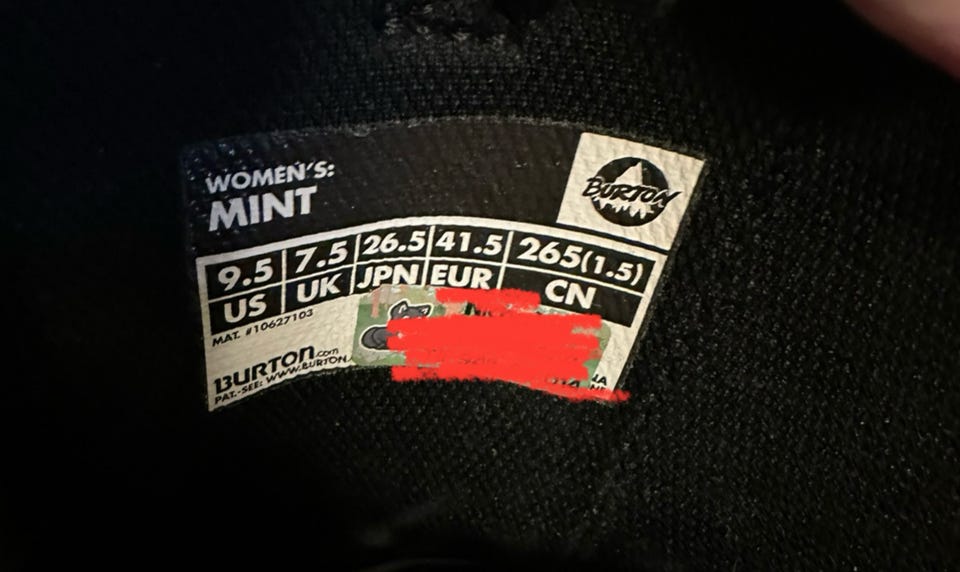 WOMEN'S:
MINT
BURTON
9.5 7.5 26.5 41.5 265(1.5)
US UK JPN EUR CN
MAT. #10627103
BURTON.com
PAT.-SEE: WWW.BURTON